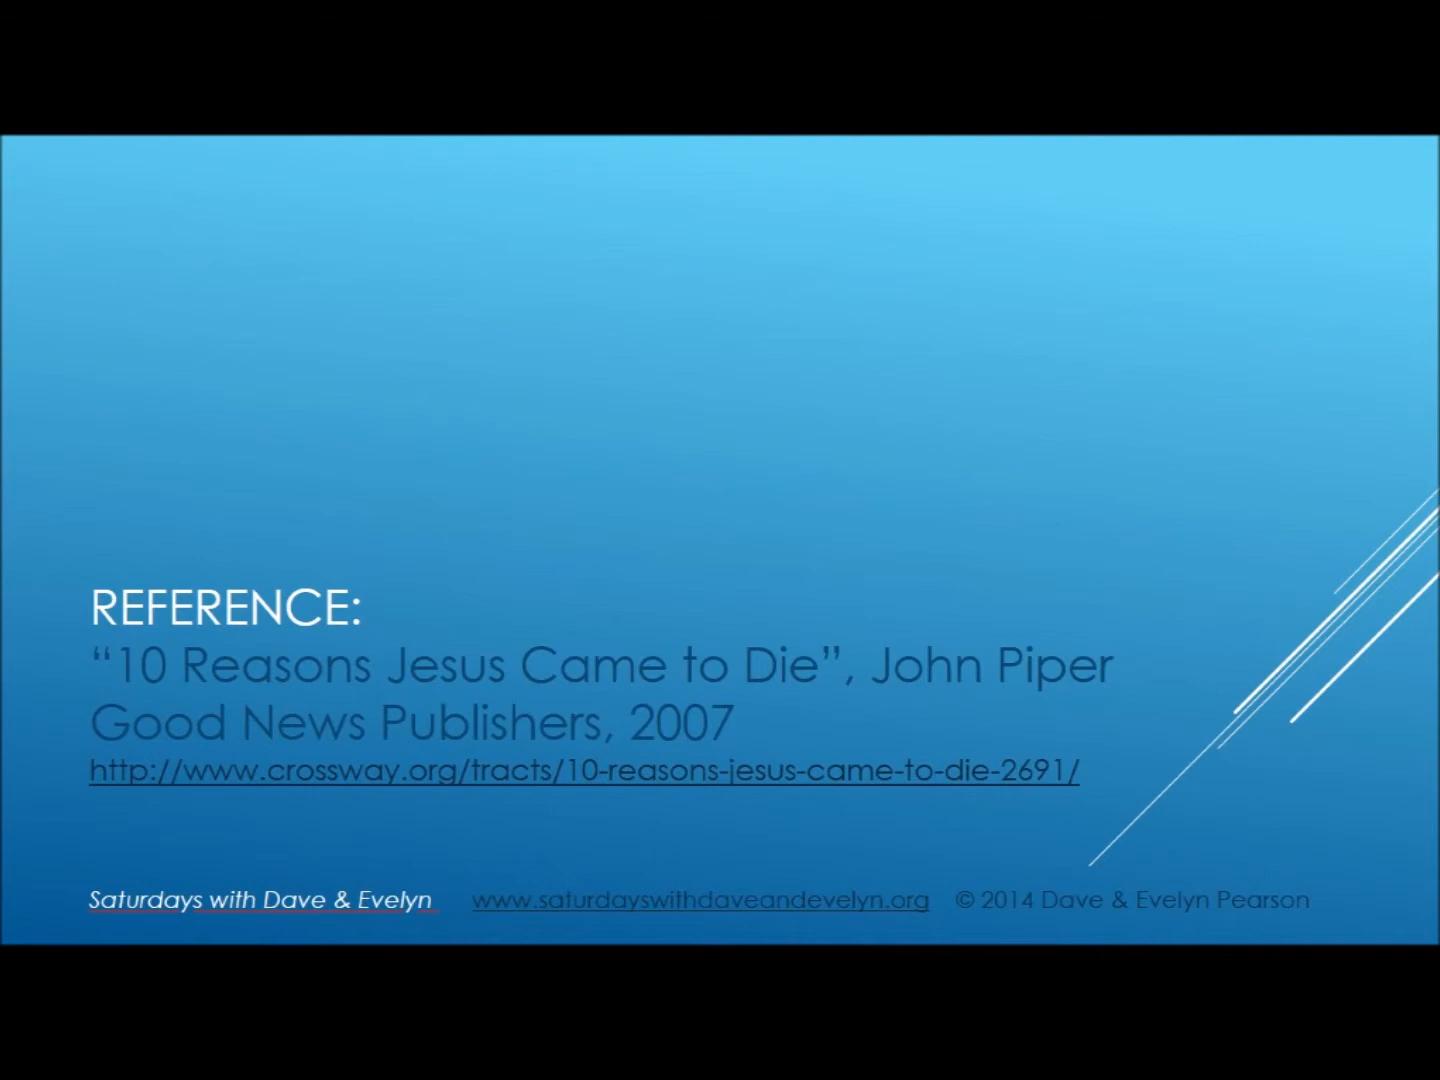 REFERENCE:
“10 Reasons Jesus Came to Die”, John Piper
Good News Publishers, 2007
http://www.crossway.org/tracts/10-reasons-jesus-came-to-die-2691/
Saturdays with Dave & Evelyn www.saturdayswithdaveandevelyn.org © 2014 Dave & Evelyn Pearson